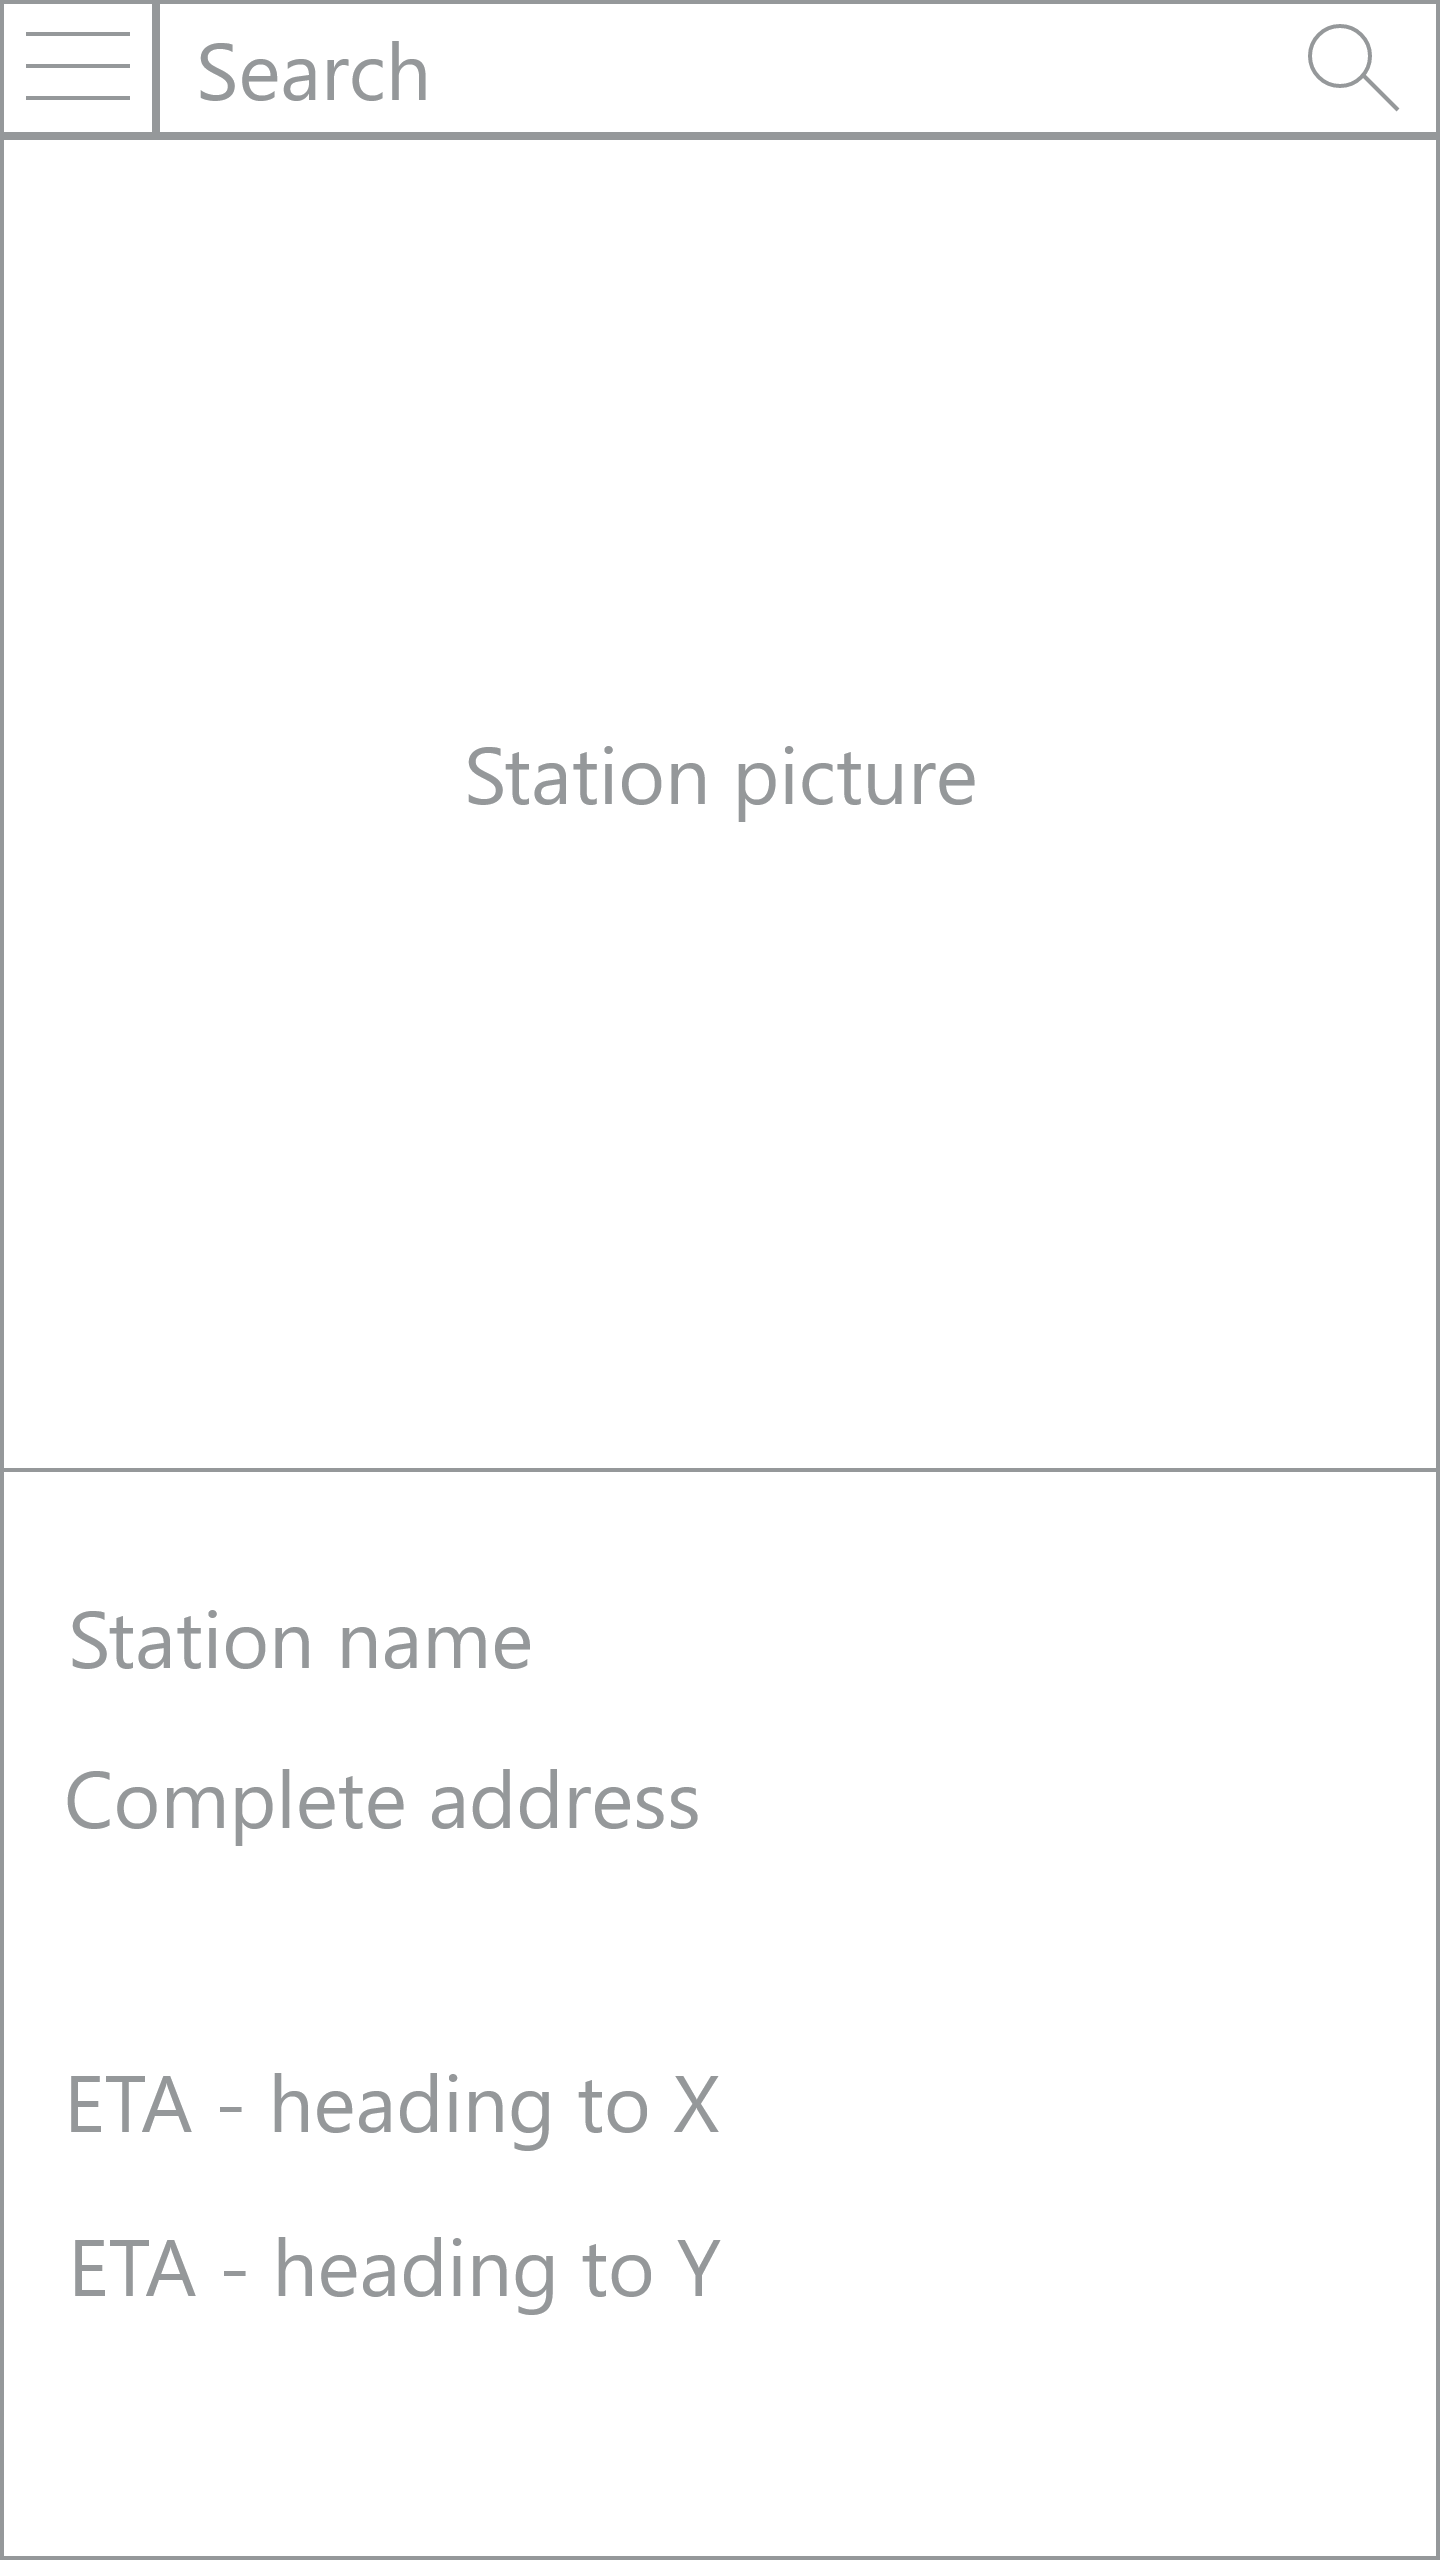 Search
Station picture
Station name
Complete address
ETA - heading to X
ETA - heading to Y